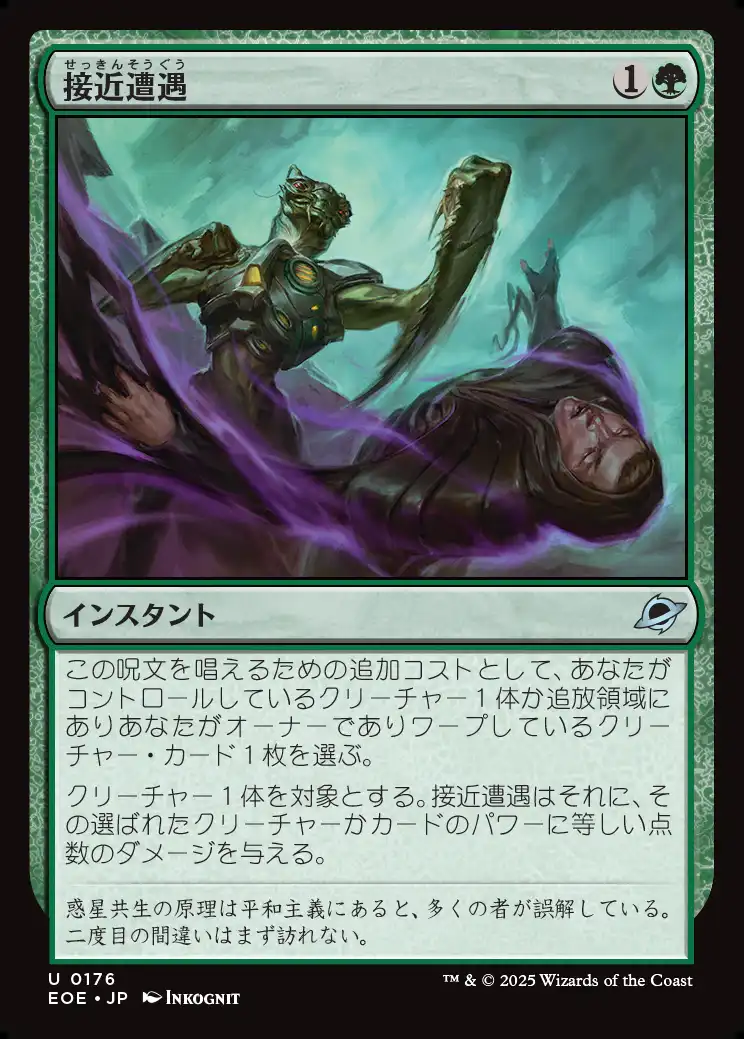 せっきんそうぐう
接近遭遇
1
インスタント
この呪文を唱えるための追加コストとして、あなたが
コントロールしているクリーチャー１体か追放領域に
ありあなたがオーナーでありワープしているクリー
チャー・カード１枚を選ぶ。
クリーチャー１体を対象とする。接近遭遇はそれに、そ
の選ばれたクリーチャーかカードのパワーに等しい点
数のダメージを与える。
惑星共生の原理は平和主義にあると、多くの者が誤解している。
二度目の間違いはまず訪れない。
U 0176
EOE • JP INKOGNIT
™ & © 2025 Wizards of the Coast